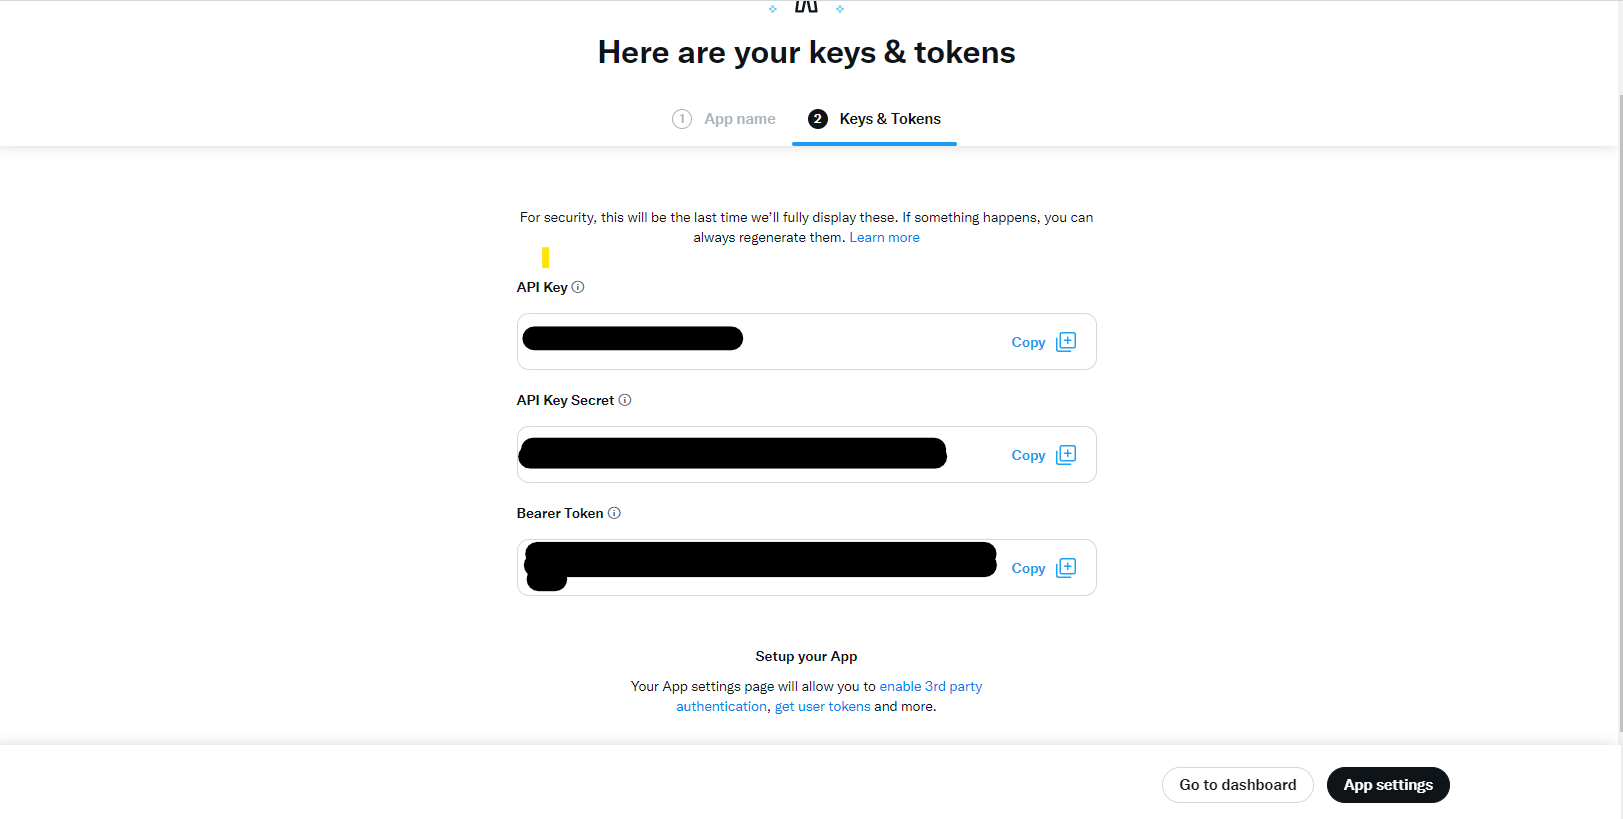 Here are your keys & tokens
1 App name 2 Keys & Tokens
For security, this will be the last time we'll fully display these. If something happens, you can
always regenerate them. Learn more
API Key
Copy
API Key Secret
Copy
Bearer Token
Copy
Setup your App
Your App settings page will allow you to enable 3rd party
authentication, get user tokens and more.
Go to dashboard App settings